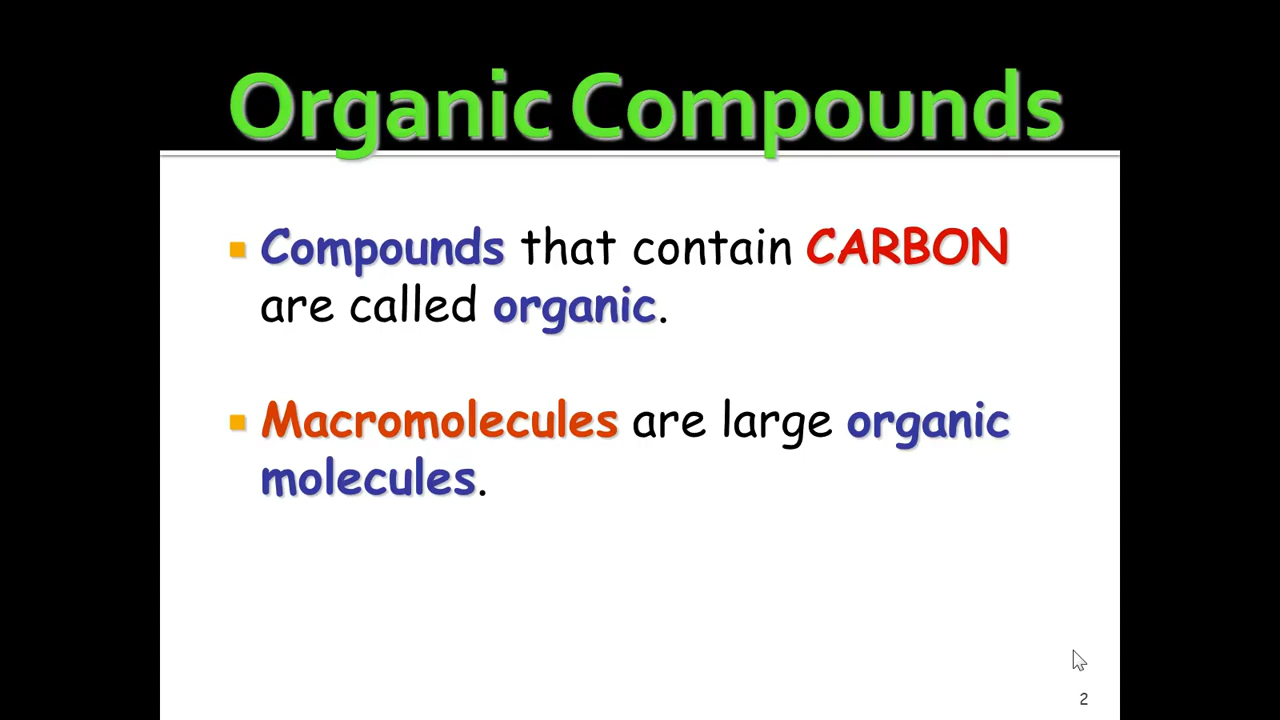 Organic Compounds
Compounds that contain CARBON
are called organic.
Macromolecules are large organic
molecules.
2